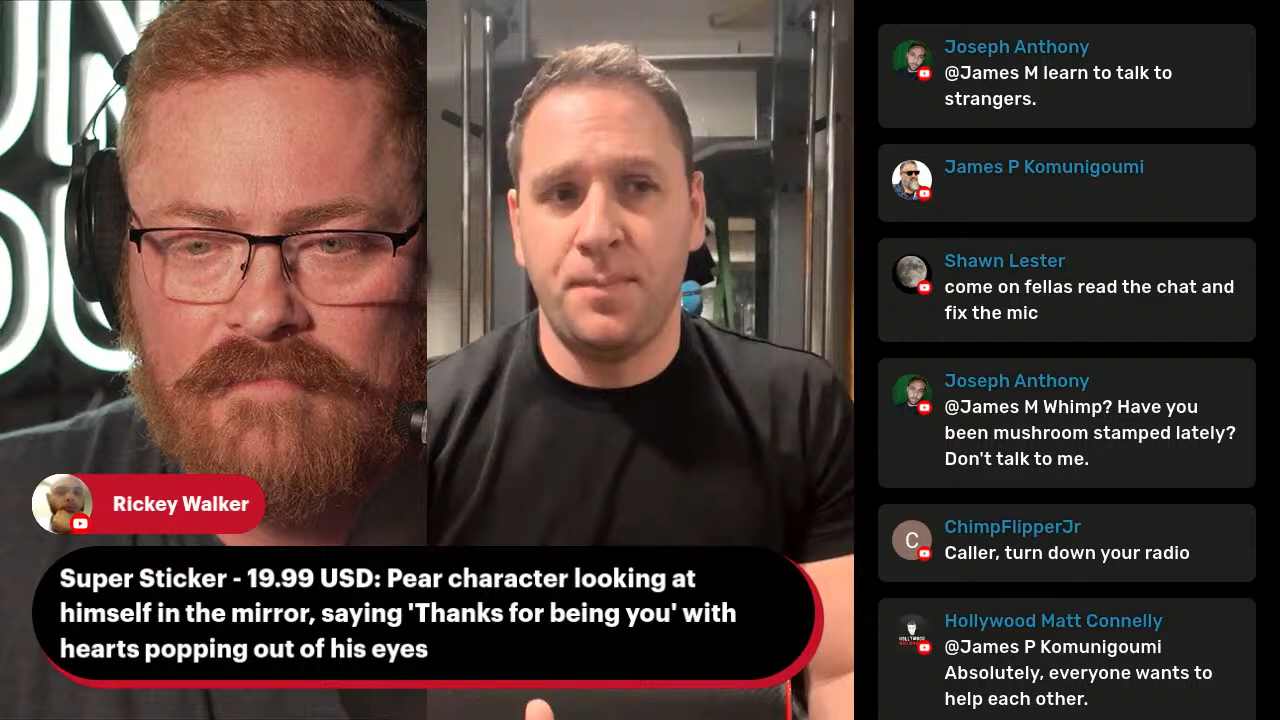 Joseph Anthony
@James M learn to talk to
strangers.
James P Komunigoumi
Shawn Lester
come on fellas read the chat and
fix the mic
Joseph Anthony
@James M Whimp? Have you
been mushroom stamped lately?
Don't talk to me.
C
ChimpFlipperJr
Caller, turn down your radio
Hollywood Matt Connelly
@James P Komunigoumi
Absolutely, everyone wants to
help each other.
Rickey Walker
Super Sticker - 19.99 USD: Pear character looking at
himself in the mirror, saying 'Thanks for being you' with
hearts popping out of his eyes